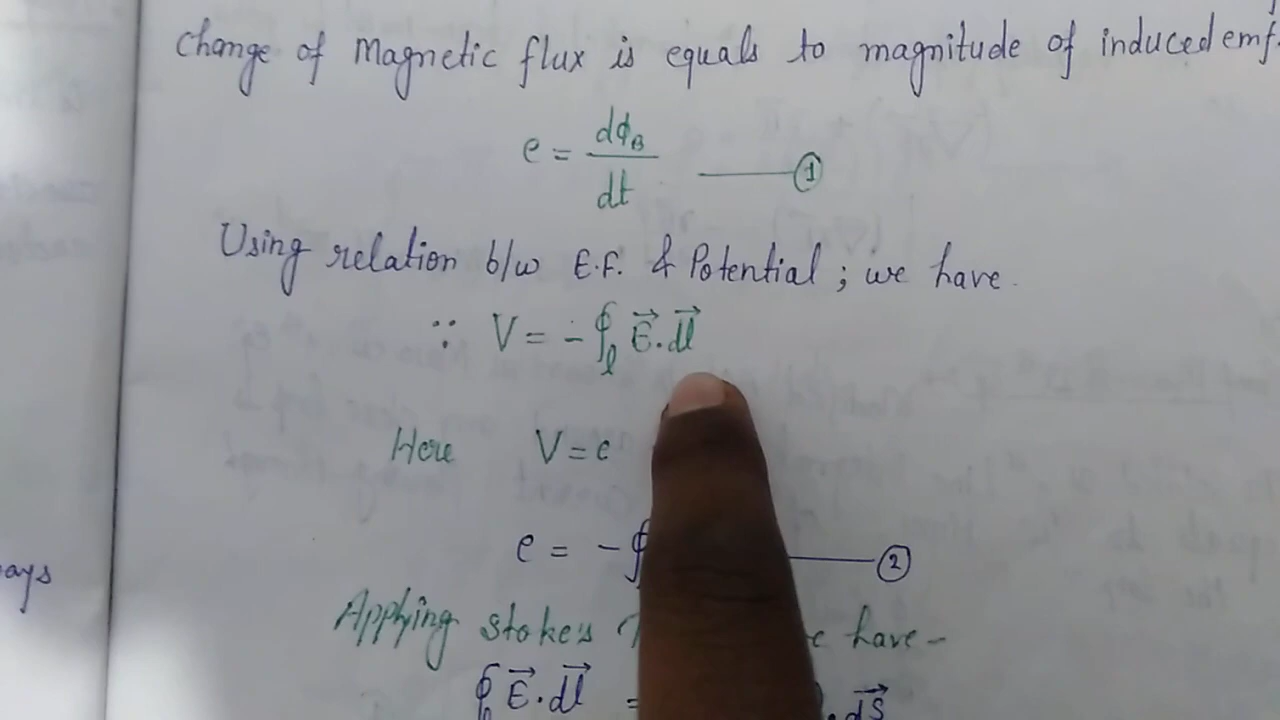 change of Magnetic flux is equals to magnitude of induced emf.
e = dϕB/dt —— ①
Using relation b/w E.F. & Potential ; we have.
∵ V = - ∮l E⃗.dl⃗
Here V = e
e = - ∮ —— ②
ays
Applying stoke's have -
∮ E⃗.dl⃗ = .ds⃗